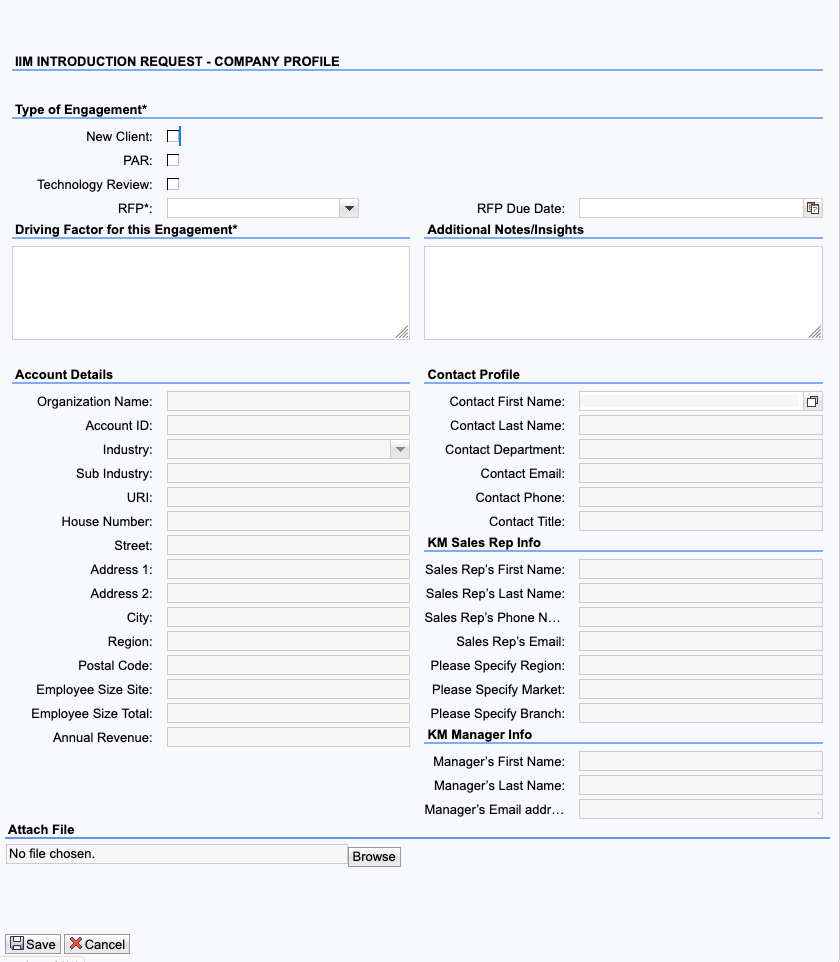 IIM INTRODUCTION REQUEST - COMPANY PROFILE
Type of Engagement*
New Client:
PAR:
Technology Review:
RFP*:
RFP Due Date:
Driving Factor for this Engagement*
Additional Notes/Insights
Account Details
Organization Name:
Account ID:
Industry:
Sub Industry:
URI:
House Number:
Street:
Address 1:
Address 2:
City:
Region:
Postal Code:
Employee Size Site:
Employee Size Total:
Annual Revenue:
Contact Profile
Contact First Name:
Contact Last Name:
Contact Department:
Contact Email:
Contact Phone:
Contact Title:
KM Sales Rep Info
Sales Rep’s First Name:
Sales Rep’s Last Name:
Sales Rep’s Phone N...
Sales Rep’s Email:
Please Specify Region:
Please Specify Market:
Please Specify Branch:
KM Manager Info
Manager’s First Name:
Manager’s Last Name:
Manager’s Email addr...
Attach File
No file chosen.
Browse
Save
Cancel